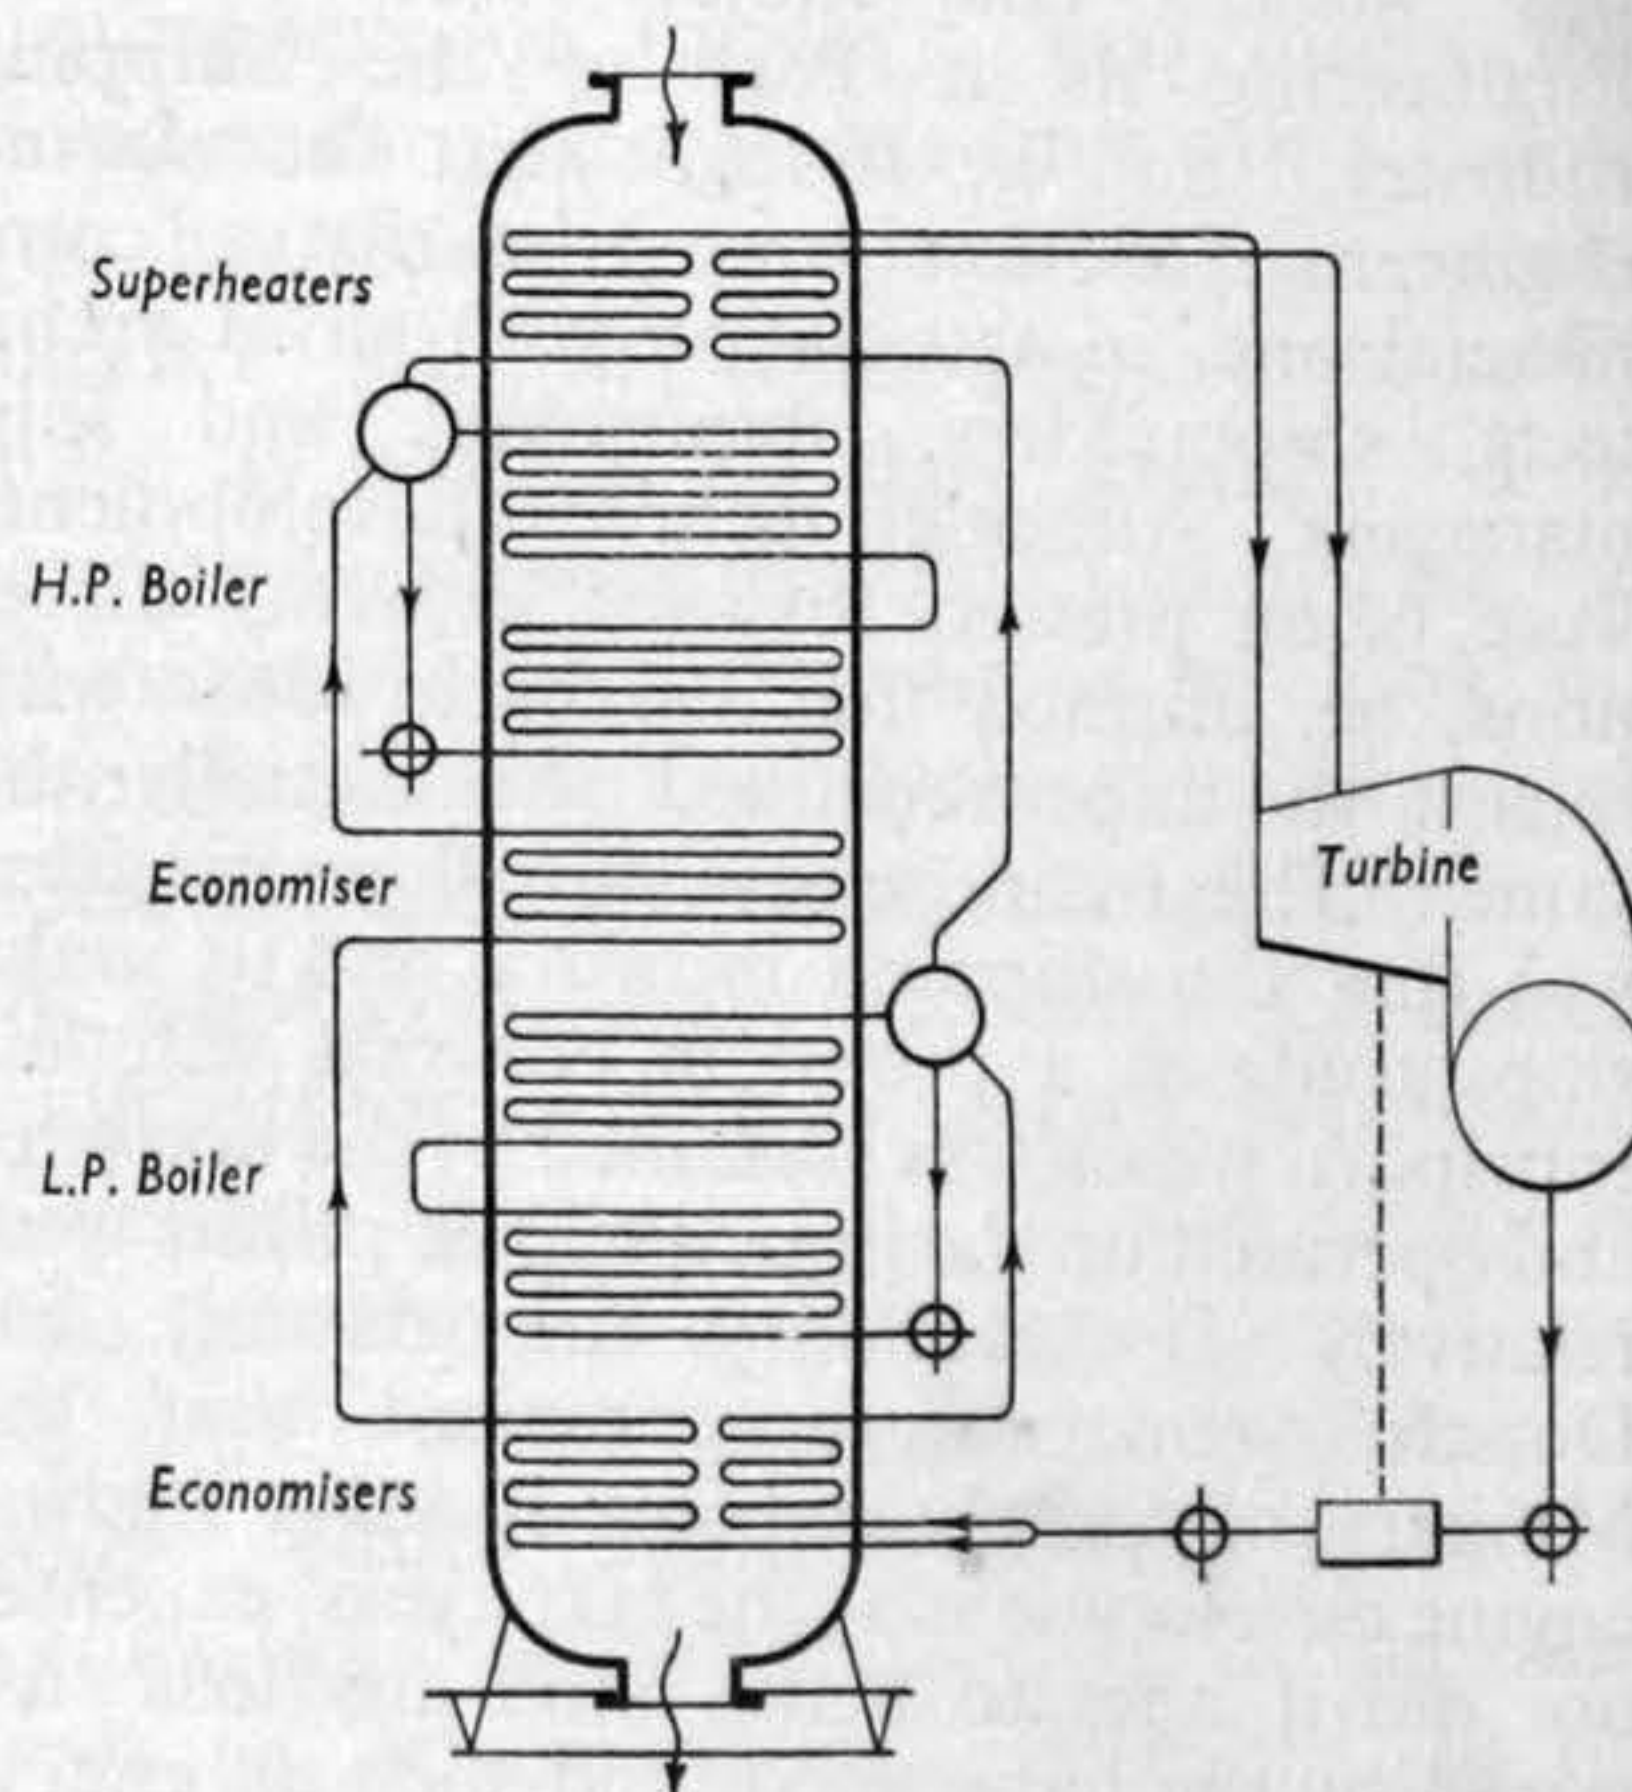 Superheaters
H.P. Boiler
Economiser
Turbine
L.P. Boiler
Economisers